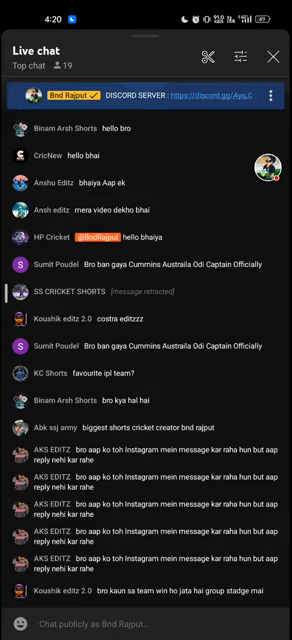 4:20
49
Live chat
Top chat 19
Bnd Rajput DISCORD SERVER : https://discord.gg/AyqJ
Binam Arsh Shorts hello bro
CricNew hello bhai
Anshu Editz bhaiya Aap ek
Ansh editz mera video dekho bhai
HP Cricket @BndRajput hello bhaiya
Sumit Poudel Bro ban gaya Cummins Austraila Odi Captain Officially
SS CRICKET SHORTS [message retracted]
Koushik editz 2.0 costra editzzz
Sumit Poudel Bro ban gaya Cummins Austraila Odi Captain Officially
KC Shorts favourite ipl team?
Binam Arsh Shorts bro kya hal hai
Abk ssj army biggest shorts cricket creator bnd rajput
AKS EDITZ bro aap ko toh Instagram mein message kar raha hun but aap
reply nehi kar rahe
AKS EDITZ bro aap ko toh Instagram mein message kar raha hun but aap
reply nehi kar rahe
AKS EDITZ bro aap ko toh Instagram mein message kar raha hun but aap
reply nehi kar rahe
AKS EDITZ bro aap ko toh Instagram mein message kar raha hun but aap
reply nehi kar rahe
AKS EDITZ bro aap ko toh Instagram mein message kar raha hun but aap
reply nehi kar rahe
Koushik editz 2.0 bro kaun sa team win ho jata hai group stadge mai
Chat publicly as Bnd Rajput...